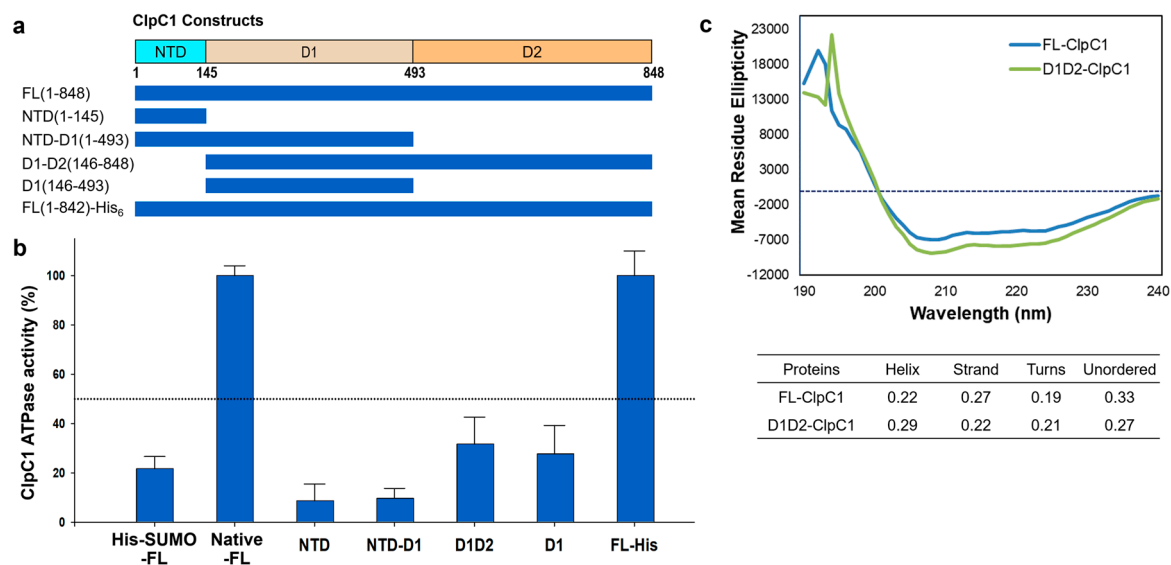 a
ClpC1 Constructs
NTD D1 D2
1 145 493 848
FL(1-848)
NTD(1-145)
NTD-D1(1-493)
D1-D2(146-848)
D1(146-493)
FL(1-842)-His₆
b
ClpC1 ATPase activity (%)
100
80
60
40
20
0
His-SUMO
-FL
Native
-FL
NTD
NTD-D1
D1D2
D1
FL-His
c
Mean Residue Ellipticity
23000
18000
13000
8000
3000
-2000
-7000
-12000
FL-ClpC1
D1D2-ClpC1
190 200 210 220 230 240
Wavelength (nm)
Proteins Helix Strand Turns Unordered
FL-ClpC1 0.22 0.27 0.19 0.33
D1D2-ClpC1 0.29 0.22 0.21 0.27